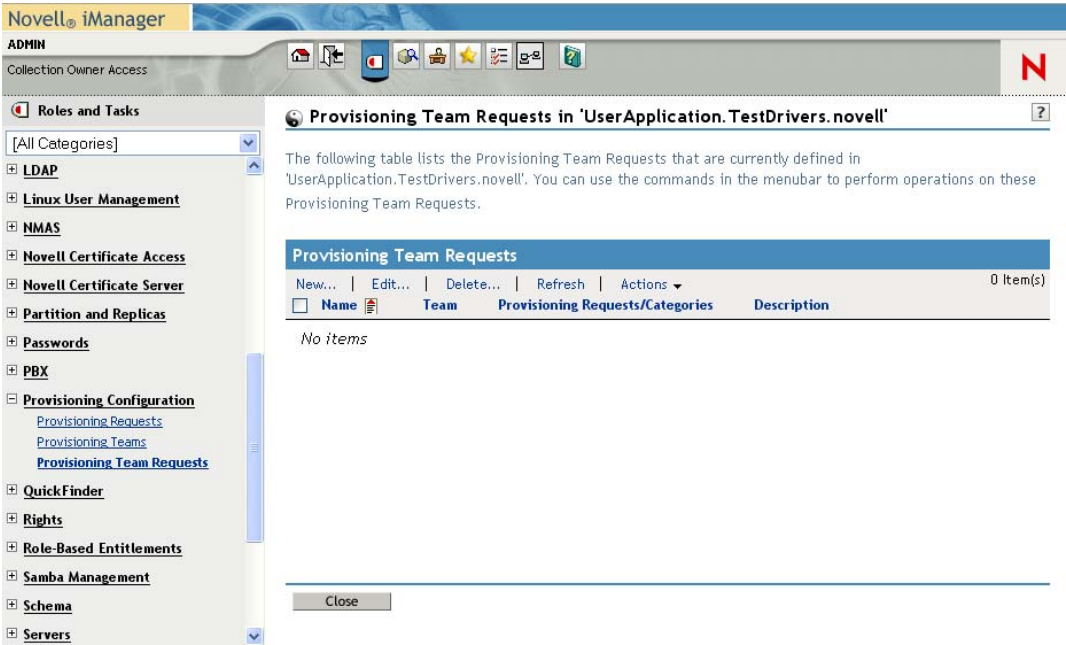 Novell® iManager
ADMIN
Collection Owner Access
N
Roles and Tasks
[All Categories]
LDAP
Linux User Management
NMAS
Novell Certificate Access
Novell Certificate Server
Partition and Replicas
Passwords
PBX
Provisioning Configuration
Provisioning Requests
Provisioning Teams
Provisioning Team Requests
QuickFinder
Rights
Role-Based Entitlements
Samba Management
Schema
Servers
Provisioning Team Requests in 'UserApplication.TestDrivers.novell'
?
The following table lists the Provisioning Team Requests that are currently defined in
'UserApplication.TestDrivers.novell'. You can use the commands in the menubar to perform operations on these
Provisioning Team Requests.
Provisioning Team Requests
New... | Edit... | Delete... | Refresh | Actions 0 Item(s)
Name Team Provisioning Requests/Categories Description
No items
Close